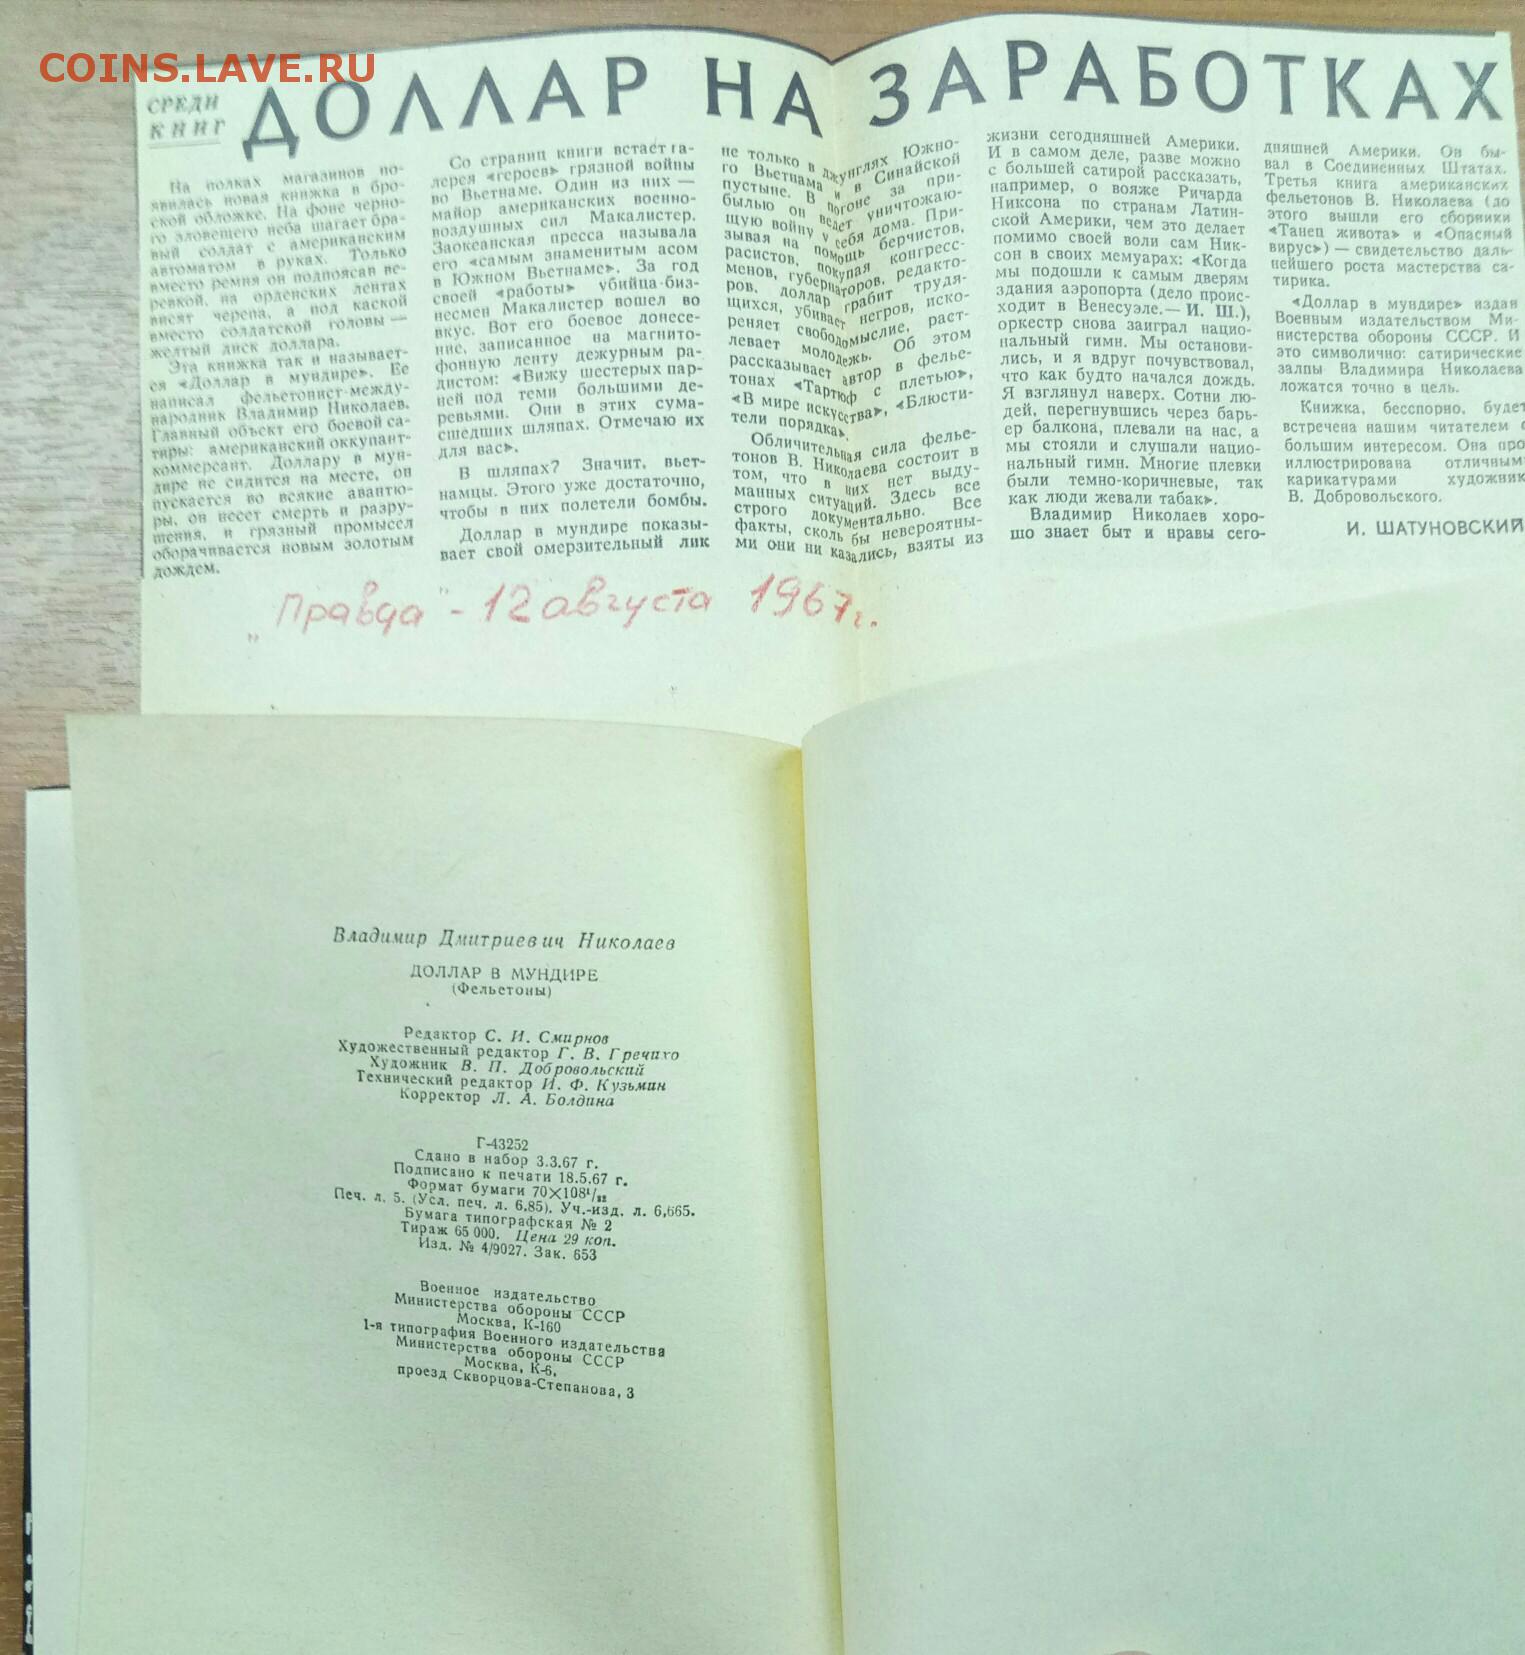 COINS.LAVE.RU
СРЕДИ
КНИГ
ДОЛЛАР НА ЗАРАБОТКАХ
На полках магазинов по-
явилась новая книжка в бро-
ской обложке. На фоне черно-
го зловещего неба шагает бра-
вый солдат с американским
автоматом в руках. Только
вместо ремня он подпоясан ве-
ревкой, на орденских лентах
висят черепа, а под каской
вместо солдатской головы —
желтый диск доллара.
Эта книжка так и называет-
ся «Доллар в мундире». Ее
написал фельетонист-между-
народник Владимир Николаев.
Главный объект его боевой са-
тиры: американский оккупант-
коммерсант. Доллару в мун-
дире не сидится на месте, он
пускается во всякие авантю-
ры, он несет смерть и разру-
шения, и грязный промысел
оборачивается новым золотым
дождем.
Со страниц книги встает га-
лерея «героев» грязной войны
во Вьетнаме. Один из них —
майор американских военно-
воздушных сил Макалистер.
Заокеанская пресса называла
его «самым знаменитым асом
в Южном Вьетнаме». За год
своей «работы» убийца-биз-
несмен Макалистер вошел во
вкус. Вот его боевое донесе-
ние, записанное на магнито-
фонную ленту дежурным ра-
дистом: «Вижу шестерых пар-
ней под теми большими де-
ревьями. Они в этих сума-
сшедших шляпах. Отмечаю их
для вас».
В шляпах? Значит, вьет-
намцы. Этого уже достаточно,
чтобы в них полетели бомбы.
Доллар в мундире показы-
вает свой омерзительный лик
не только в джунглях Южно-
го Вьетнама и в Синайской
пустыне. В погоне за при-
былью он ведет уничтожаю-
щую войну у себя дома. При-
зывая на помощь берчистов,
расистов, покупая конгресс-
менов, губернаторов, редакто-
ров, доллар грабит трудя-
щихся, убивает негров, иско-
реняет свободомыслие, раст-
левает молодежь. Об этом
рассказывает автор в фелье-
тонах «Тартюф с плетью»,
«В мире искусства», «Блюсти-
тели порядка».
Обличительная сила фелье-
тонов В. Николаева состоит в
том, что в них нет выду-
манных ситуаций. Здесь все
строго документально. Все
факты, сколь бы невероятны-
ми они ни казались, взяты из
жизни сегодняшней Америки.
И в самом деле, разве можно
с большей сатирой рассказать,
например, о вояже Ричарда
Никсона по странам Латин-
ской Америки, чем это делает
помимо своей воли сам Ник-
сон в своих мемуарах: «Когда
мы подошли к самым дверям
здания аэропорта (дело проис-
ходит в Венесуэле.— И. Ш.),
оркестр снова заиграл нацио-
нальный гимн. Мы останови-
лись, и я вдруг почувствовал,
что как будто начался дождь.
Я взглянул наверх. Сотни лю-
дей, перегнувшись через барь-
ер балкона, плевали на нас, а
мы стояли и слушали нацио-
нальный гимн. Многие плевки
были темно-коричневые, так
как люди жевали табак».
Владимир Николаев хоро-
шо знает быт и нравы сего-
дняшней Америки. Он бы-
вал в Соединенных Штатах.
Третья книга американских
фельетонов В. Николаева (до
этого вышли его сборники
«Танец живота» и «Опасный
вирус») — свидетельство даль-
нейшего роста мастерства са-
тирика.
«Доллар в мундире» издан
Военным издательством Ми-
нистерства обороны СССР. И
это символично: сатирические
залпы Владимира Николаева
ложатся точно в цель.
Книжка, бесспорно, будет
встречена нашим читателем с
большим интересом. Она про-
иллюстрирована отличными
карикатурами художника
В. Добровольского.
И. ШАТУНОВСКИЙ
„Правда" - 12 августа 1967г.
Владимир Дмитриевич Николаев
ДОЛЛАР В МУНДИРЕ
(Фельетоны)
Редактор С. И. Смирнов
Художественный редактор Г. В. Гречихо
Художник В. П. Добровольский
Технический редактор И. Ф. Кузьмин
Корректор Л. А. Болдина
Г-43252
Сдано в набор 3.3.67 г.
Подписано к печати 18.5.67 г.
Формат бумаги 70×108¹/₃₂
Печ. л. 5. (Усл. печ. л. 6,85). Уч.-изд. л. 6,665.
Бумага типографская № 2
Тираж 65 000. Цена 29 коп.
Изд. № 4/9027. Зак. 653
Военное издательство
Министерства обороны СССР
Москва, К-160
1-я типография Военного издательства
Министерства обороны СССР
Москва, К-6,
проезд Скворцова-Степанова, 3